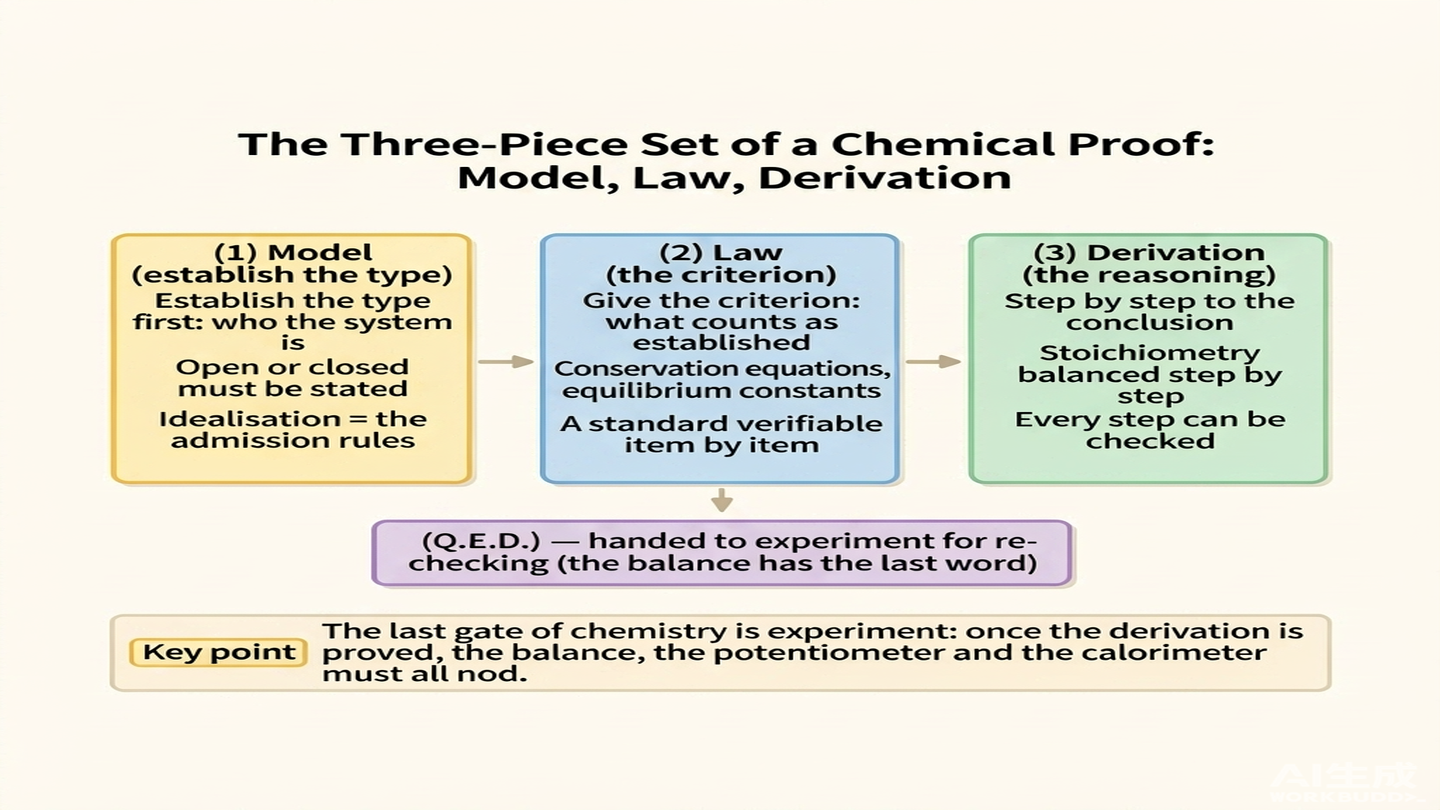 The Three-Piece Set of a Chemical Proof:
Model, Law, Derivation
(1) Model
(establish the type)
Establish the type
first: who the system
is
Open or closed
must be stated
Idealisation = the
admission rules
(2) Law
(the criterion)
Give the criterion:
what counts as
established
Conservation equations,
equilibrium constants
A standard verifiable
item by item
(3) Derivation
(the reasoning)
Step by step to the
conclusion
Stoichiometry
balanced step by
step
Every step can be
checked
(Q.E.D.) — handed to experiment for re-
checking (the balance has the last word)
Key point
The last gate of chemistry is experiment: once the derivation is
proved, the balance, the potentiometer and the calorimeter
must all nod.
AI生成